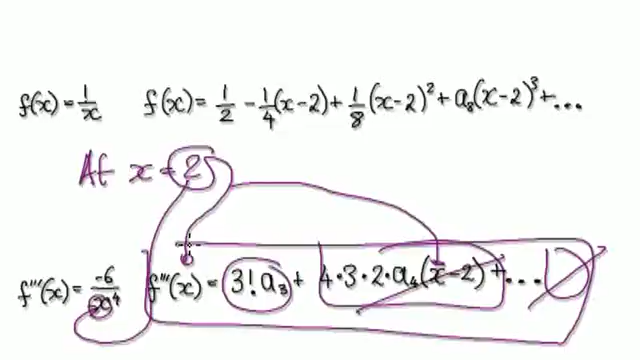 f(x) = 1/x f(x) = 1/2 - 1/4(x-2) + 1/8(x-2)² + a₈(x-2)³ + ...
At x = 2
f'''(x) = -6/x⁴ f'''(x) = 3! a₃ + 4·3·2·a₄(x-2) + ...